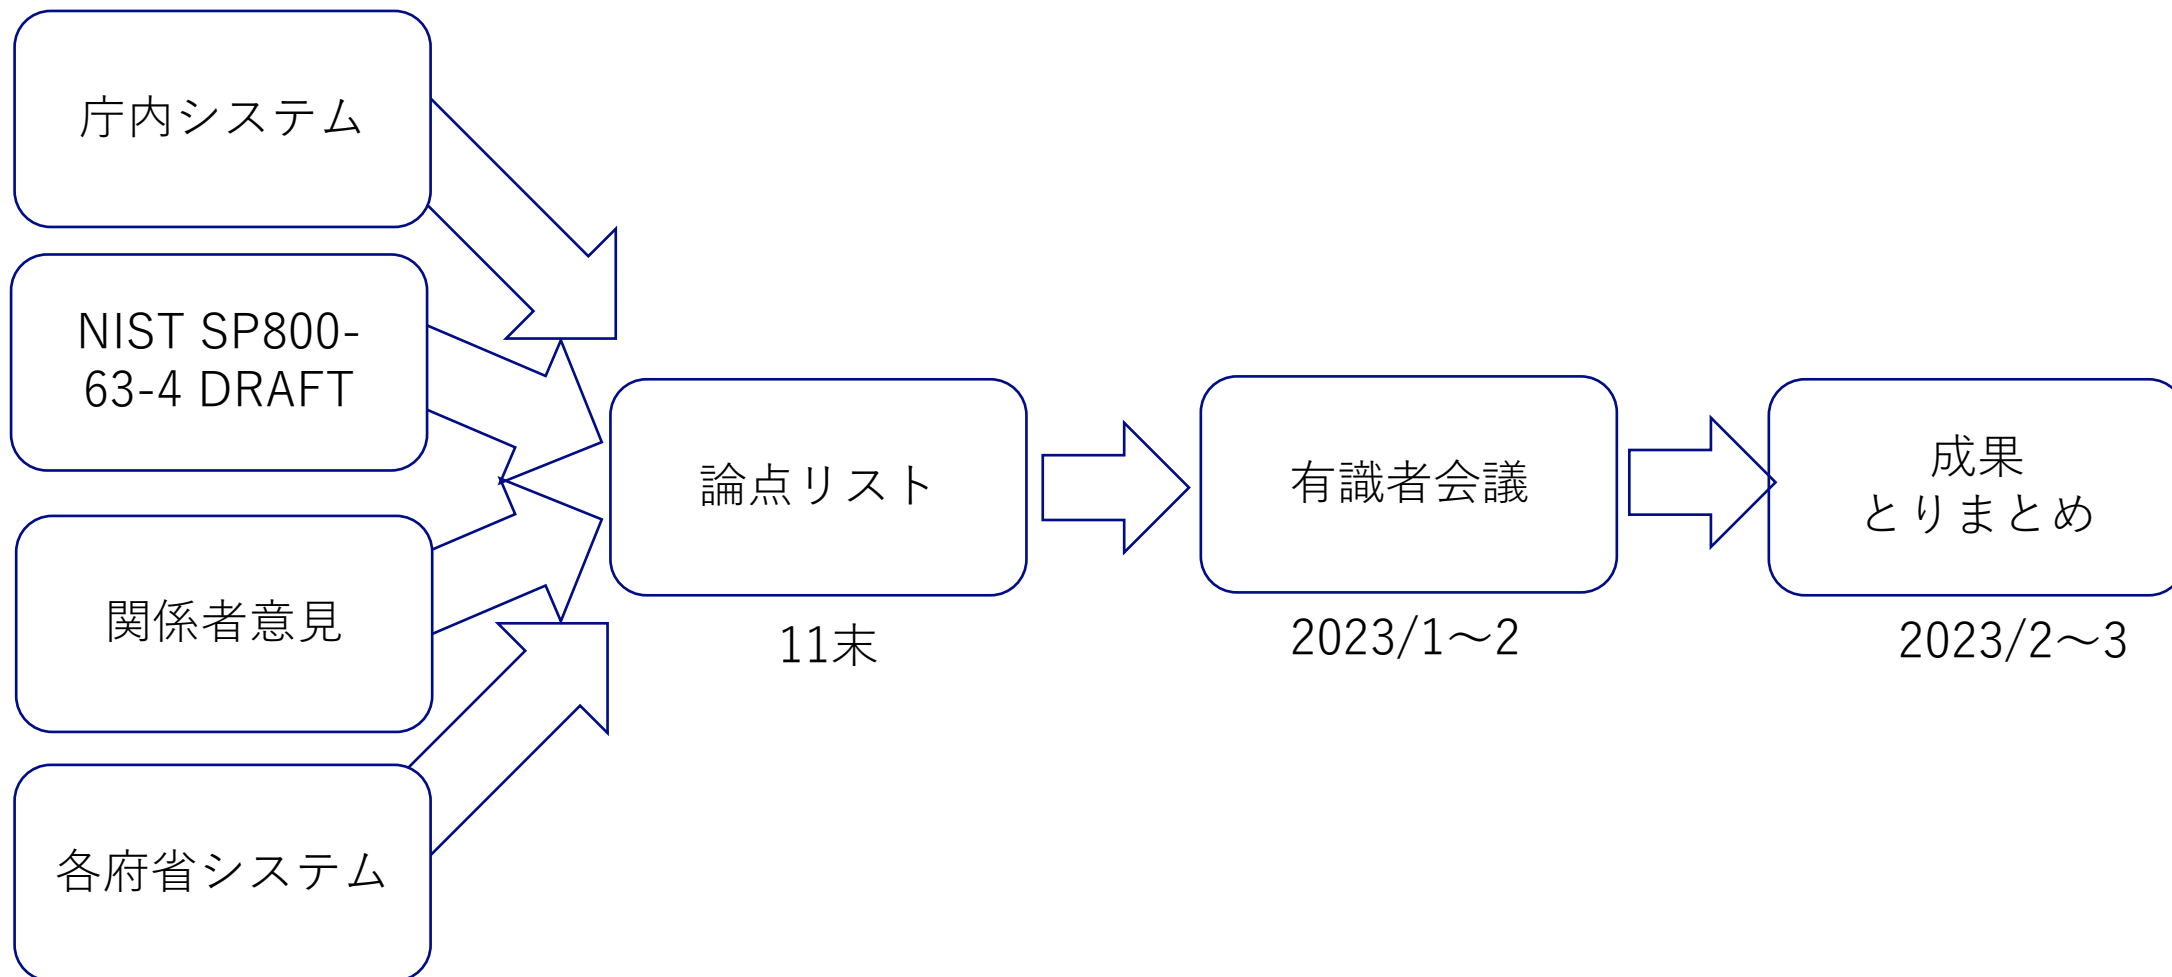 庁内システム
NIST SP800-
63-4 DRAFT
関係者意見
各府省システム
論点リスト
11末
有識者会議
2023/1～2
成果
とりまとめ
2023/2～3